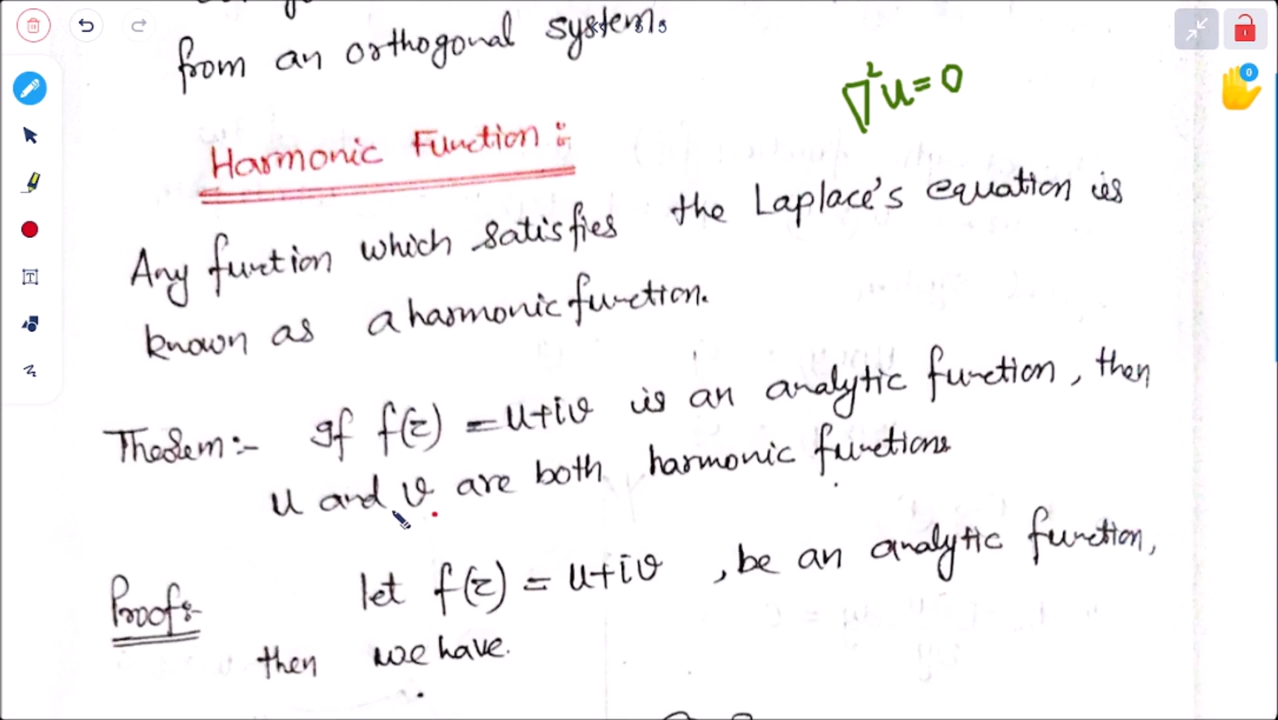 from an orthogonal system.
∇²u = 0
Harmonic Function :-
Any function which satisfies the Laplace's equation is
known as a harmonic function.
Theorem :- If f(z) = u+iv is an analytic function, then
u and v are both harmonic functions
Proof :- let f(z) = u+iv , be an analytic function,
then we have.
0